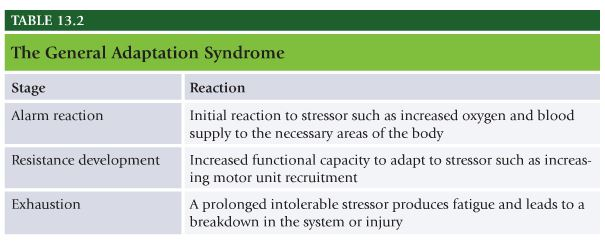 TABLE 13.2
The General Adaptation Syndrome
Stage Reaction
Alarm reaction Initial reaction to stressor such as increased oxygen and blood
supply to the necessary areas of the body
Resistance development Increased functional capacity to adapt to stressor such as increas-
ing motor unit recruitment
Exhaustion A prolonged intolerable stressor produces fatigue and leads to a
breakdown in the system or injury